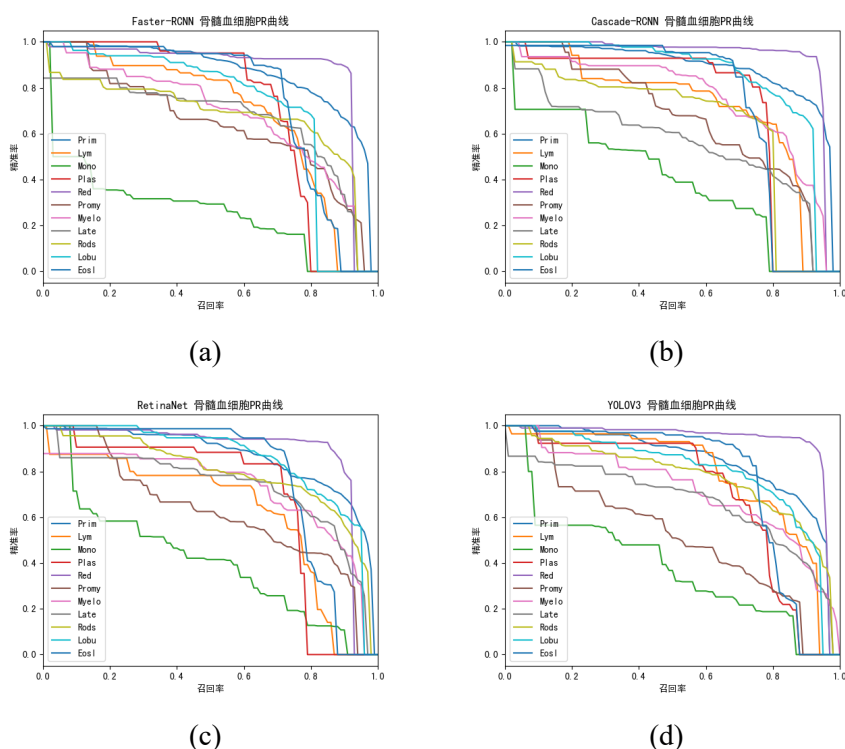 Faster-RCNN 骨髓血细胞PR曲线
精准率
1.0
0.8
0.6
0.4
0.2
0.0
Prim
Lym
Mono
Plas
Red
Promy
Myelo
Late
Rods
Lobu
Eosl
0.0 0.2 0.4 0.6 0.8 1.0
召回率
(a)
Cascade-RCNN 骨髓血细胞PR曲线
精准率
1.0
0.8
0.6
0.4
0.2
0.0
Prim
Lym
Mono
Plas
Red
Promy
Myelo
Late
Rods
Lobu
Eosl
0.0 0.2 0.4 0.6 0.8 1.0
召回率
(b)
RetinaNet 骨髓血细胞PR曲线
精准率
1.0
0.8
0.6
0.4
0.2
0.0
Prim
Lym
Mono
Plas
Red
Promy
Myelo
Late
Rods
Lobu
Eosl
0.0 0.2 0.4 0.6 0.8 1.0
召回率
(c)
YOLOV3 骨髓血细胞PR曲线
精准率
1.0
0.8
0.6
0.4
0.2
0.0
Prim
Lym
Mono
Plas
Red
Promy
Myelo
Late
Rods
Lobu
Eosl
0.0 0.2 0.4 0.6 0.8 1.0
召回率
(d)